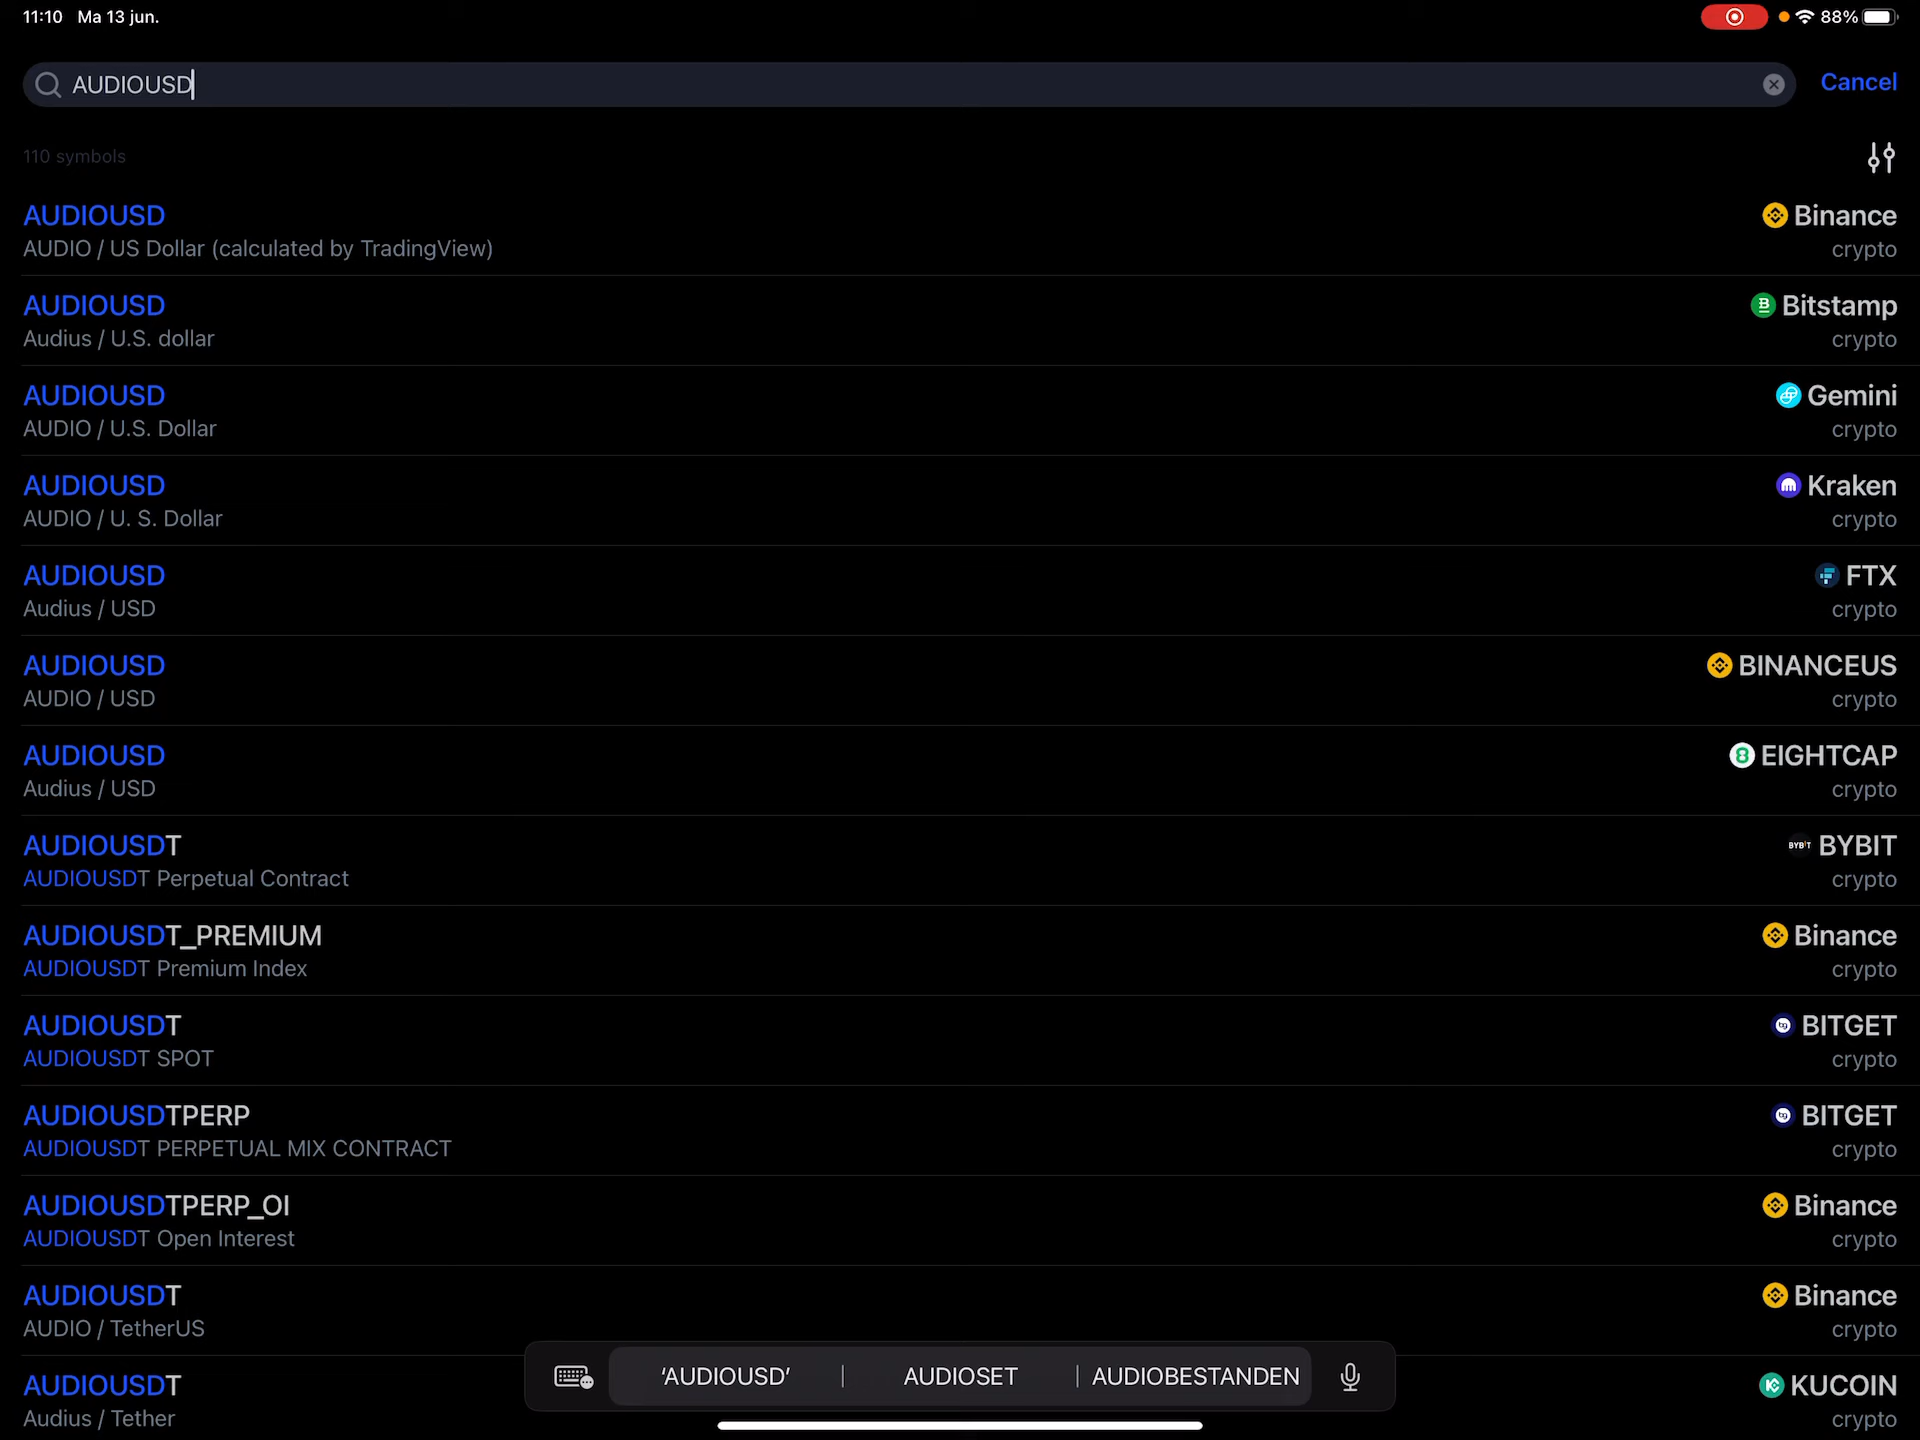 11:10 Ma 13 jun. 88%
AUDIOUSD Cancel
110 symbols
AUDIOUSD Binance
AUDIO / US Dollar (calculated by TradingView) crypto
AUDIOUSD Bitstamp
Audius / U.S. dollar crypto
AUDIOUSD Gemini
AUDIO / U.S. Dollar crypto
AUDIOUSD Kraken
AUDIO / U. S. Dollar crypto
AUDIOUSD FTX
Audius / USD crypto
AUDIOUSD BINANCEUS
AUDIO / USD crypto
AUDIOUSD EIGHTCAP
Audius / USD crypto
AUDIOUSDT BYBIT BYBIT
AUDIOUSDT Perpetual Contract crypto
AUDIOUSDT_PREMIUM Binance
AUDIOUSDT Premium Index crypto
AUDIOUSDT BITGET
AUDIOUSDT SPOT crypto
AUDIOUSDTPERP BITGET
AUDIOUSDT PERPETUAL MIX CONTRACT crypto
AUDIOUSDTPERP_OI Binance
AUDIOUSDT Open Interest crypto
AUDIOUSDT Binance
AUDIO / TetherUS crypto
'AUDIOUSD' AUDIOSET AUDIOBESTANDEN
AUDIOUSDT KUCOIN
Audius / Tether crypto